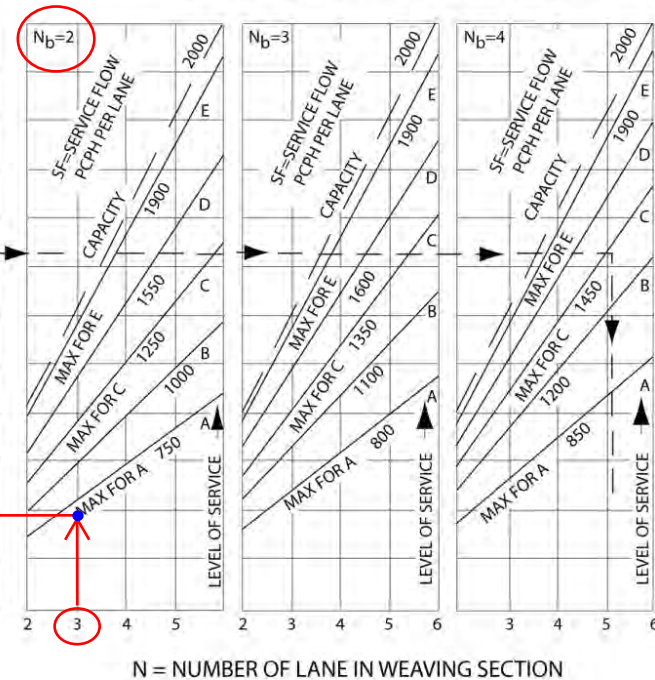 N_b=2
2000
SF=SERVICE FLOW
PCPH PER LANE
E
1900
CAPACITY
D
MAX FOR E
1550
C
1250
MAX FOR C
B
1000
A
750
MAX FOR A
LEVEL OF SERVICE
2 3 4 5
N_b=3
2000
SF=SERVICE FLOW
PCPH PER LANE
E
1900
CAPACITY
D
C
MAX FOR E
1600
1350
B
MAX FOR C
1100
A
800
MAX FOR A
LEVEL OF SERVICE
2 3 4 5 6
N_b=4
2000
SF=SERVICE FLOW
PCPH PER LANE
E
1900
D
CAPACITY
C
MAX FOR E
B
1450
MAX FOR C
1200
A
850
MAX FOR A
LEVEL OF SERVICE
3 4 5 6
N = NUMBER OF LANE IN WEAVING SECTION